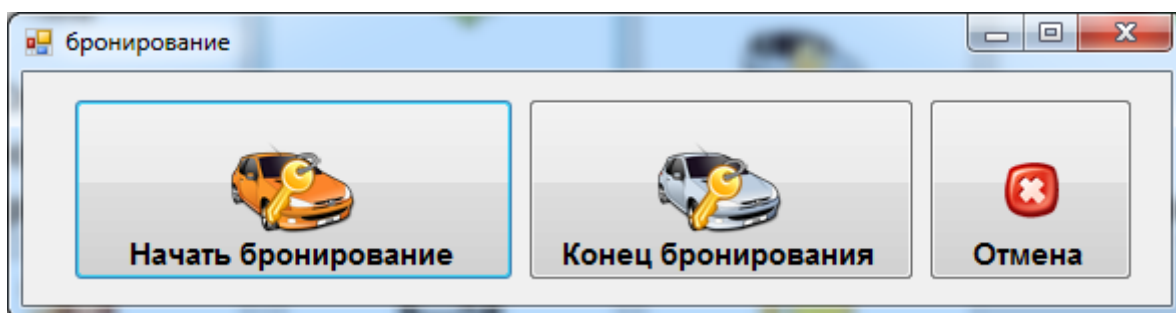 бронирование
Начать бронирование
Конец бронирования
Отмена